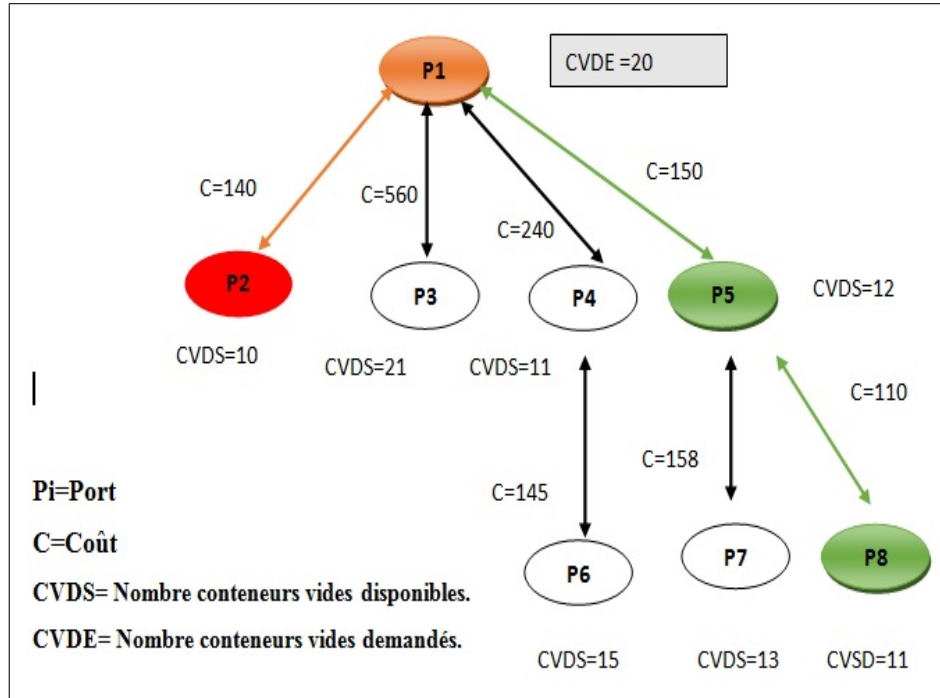 P1
CVDE =20
C=140
C=560
C=240
C=150
P2
P3
P4
P5
CVDS=12
CVDS=10
CVDS=21
CVDS=11
C=110
C=158
C=145
Pi=Port
C=Coût
CVDS= Nombre conteneurs vides disponibles.
CVDE= Nombre conteneurs vides demandés.
P6
P7
P8
CVDS=15
CVDS=13
CVSD=11